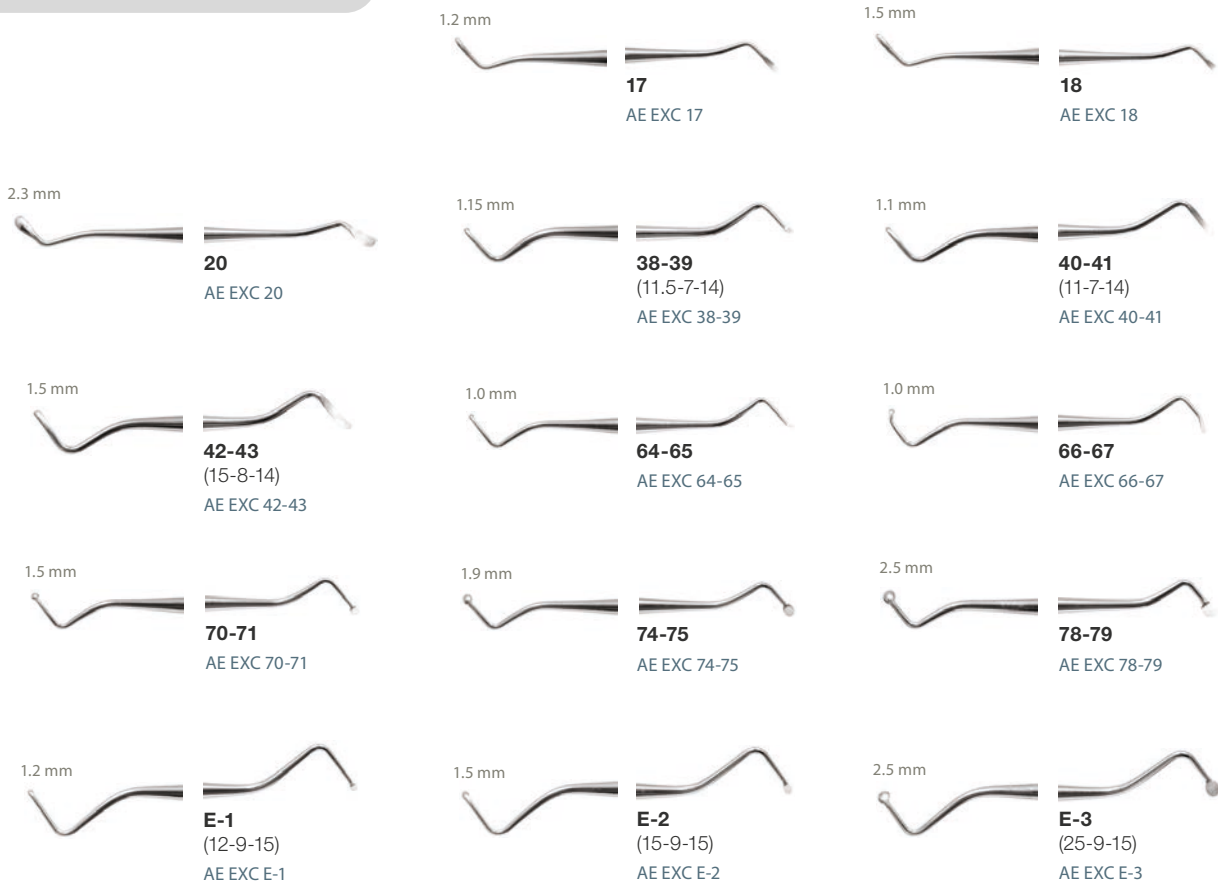 1.2 mm
17
AE EXC 17
1.5 mm
18
AE EXC 18
2.3 mm
20
AE EXC 20
1.15 mm
38-39
(11.5-7-14)
AE EXC 38-39
1.1 mm
40-41
(11-7-14)
AE EXC 40-41
1.5 mm
42-43
(15-8-14)
AE EXC 42-43
1.0 mm
64-65
AE EXC 64-65
1.0 mm
66-67
AE EXC 66-67
1.5 mm
70-71
AE EXC 70-71
1.9 mm
74-75
AE EXC 74-75
2.5 mm
78-79
AE EXC 78-79
1.2 mm
E-1
(12-9-15)
AE EXC E-1
1.5 mm
E-2
(15-9-15)
AE EXC E-2
2.5 mm
E-3
(25-9-15)
AE EXC E-3